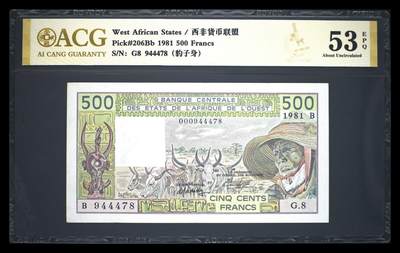 ACG
AI CANG GUARANTY
West African States / 西非货币联盟
Pick#206Bb 1981 500 Francs
S/N: G8 944478 (豹子身)
53 EPQ
About Uncirculated
500
BANQUE CENTRALE
DES ETATS DE L'AFRIQUE DE L'OUEST
500
000944478
1981 B
CINQ CENTS
FRANCS
B 944478
G.8